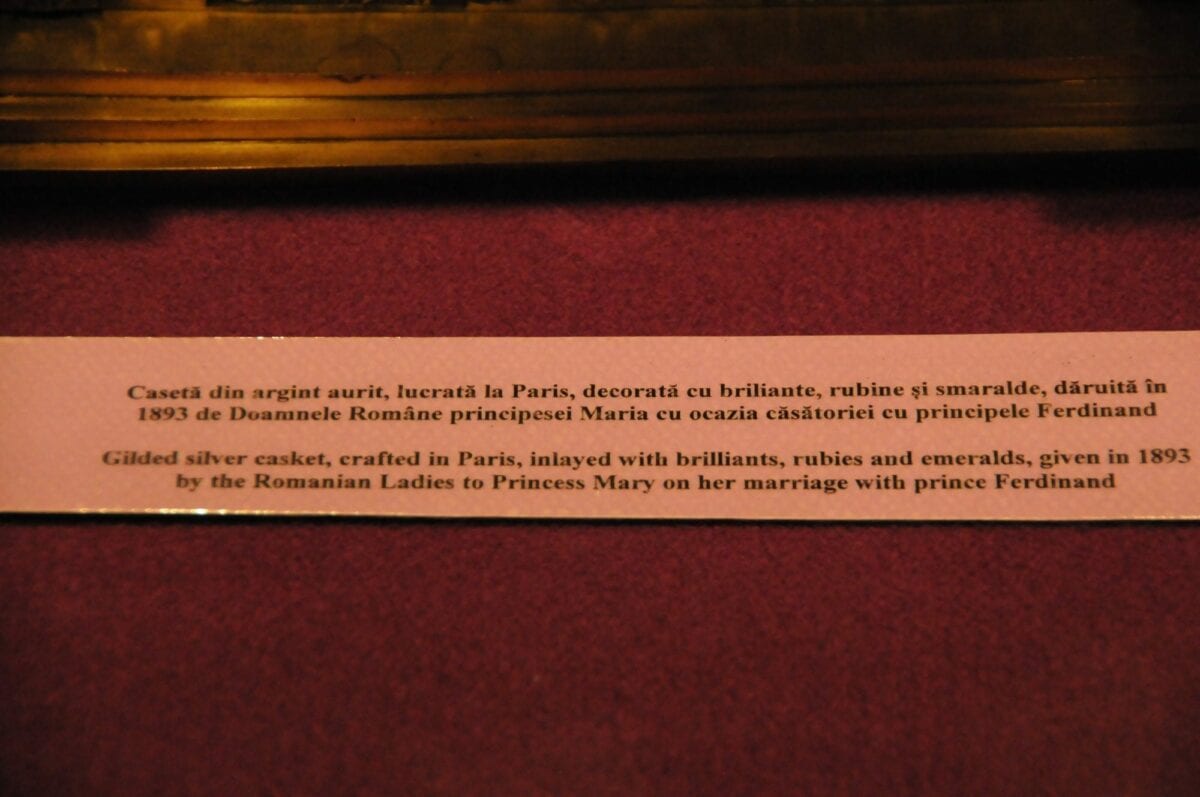 Casetă din argint aurit, lucrată la Paris, decorată cu briliante, rubine şi smaralde, dăruită în
1893 de Doamnele Române principesei Maria cu ocazia căsătoriei cu principele Ferdinand
Gilded silver casket, crafted in Paris, inlayed with brilliants, rubies and emeralds, given in 1893
by the Romanian Ladies to Princess Mary on her marriage with prince Ferdinand